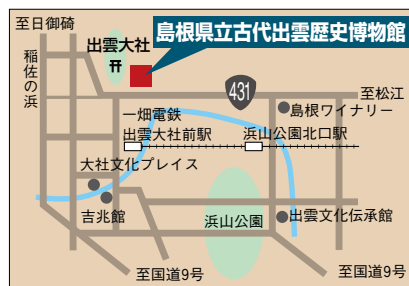 至日御碕
島根県立古代出雲歴史博物館
出雲大社
稲佐の浜
431
至松江
一畑電鉄
出雲大社前駅
島根ワイナリー
浜山公園北口駅
大社文化プレイス
吉兆館
浜山公園
出雲文化伝承館
至国道9号
至国道9号